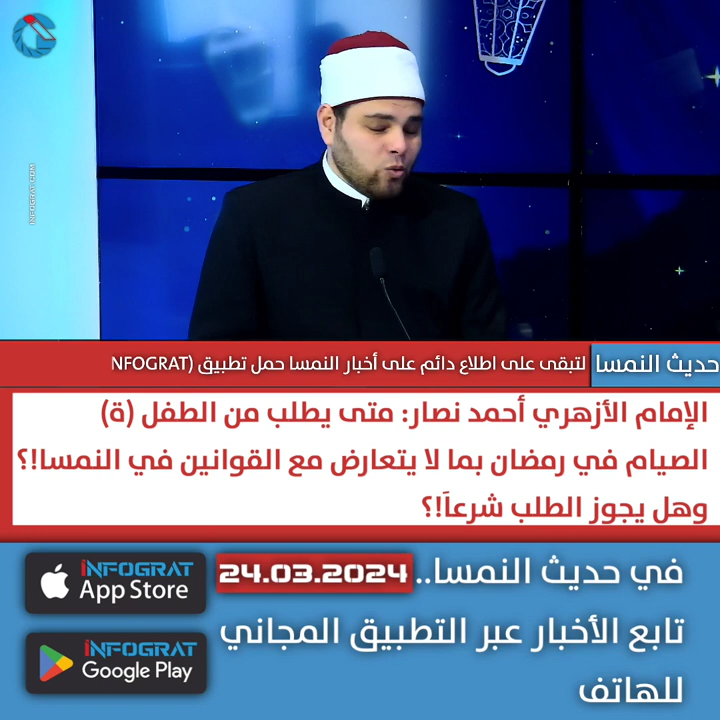 INFOGRAT.COM
حديث النمسا
لتبقى على اطلاع دائم على أخبار النمسا حمل تطبيق (NFOGRAT
الإمام الأزهري أحمد نصار: متى يطلب من الطفل (ة)
الصيام في رمضان بما لا يتعارض مع القوانين في النمسا!؟
وهل يجوز الطلب شرعاً!؟
في حديث النمسا.. 24.03.2024
تابع الأخبار عبر التطبيق المجاني
للهاتف
iNFOGRAT
App Store
iNFOGRAT
Google Play